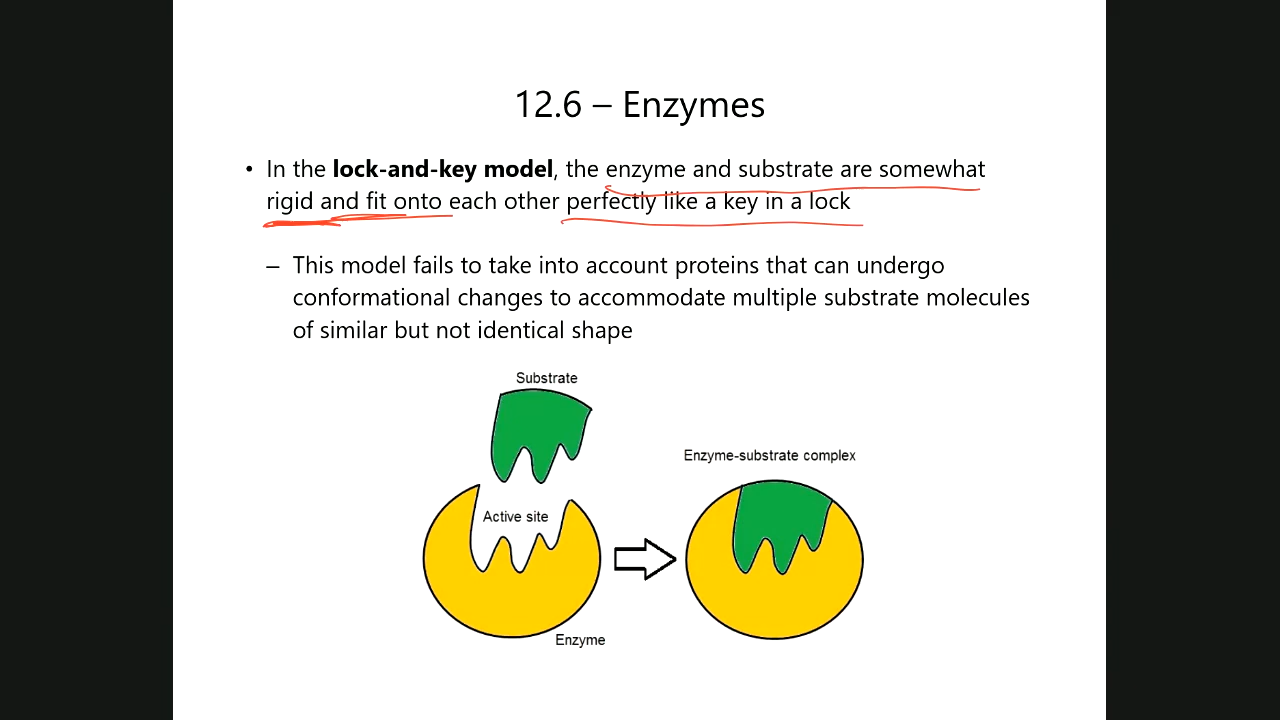 12.6 – Enzymes
• In the lock-and-key model, the enzyme and substrate are somewhat
rigid and fit onto each other perfectly like a key in a lock
– This model fails to take into account proteins that can undergo
conformational changes to accommodate multiple substrate molecules
of similar but not identical shape
Substrate
Enzyme-substrate complex
Active site
Enzyme